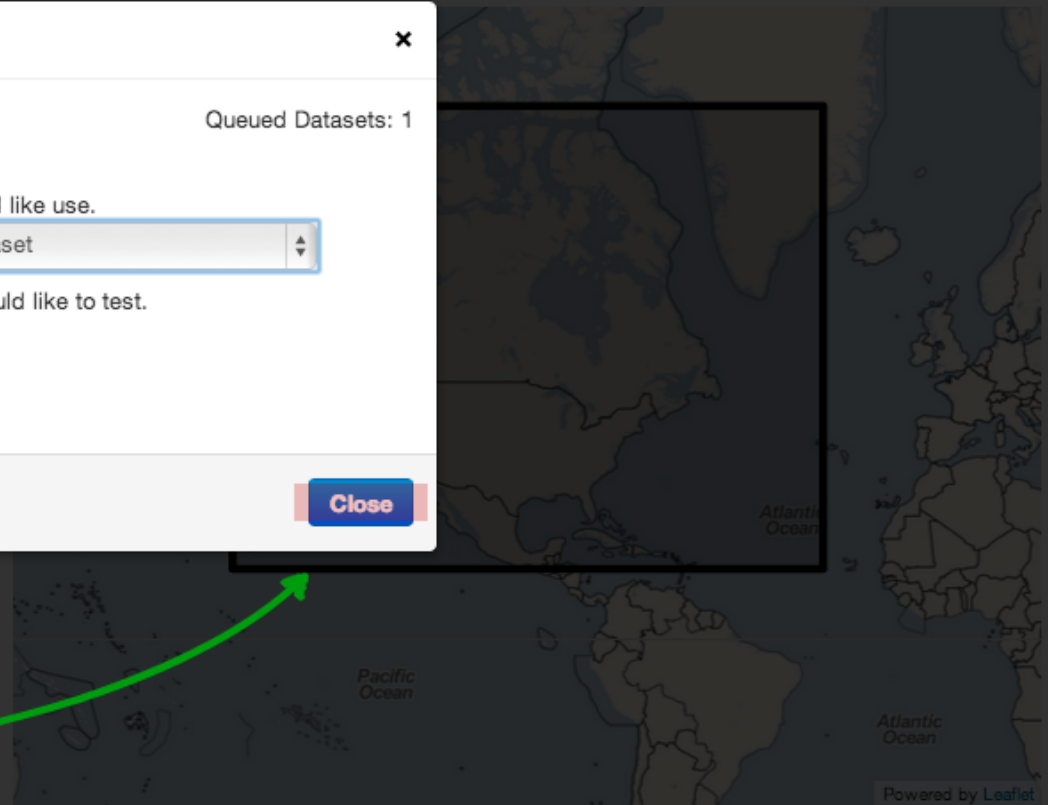 ×
Queued Datasets: 1
like use.
set
uld like to test.
Close
Atlantic
Ocean
Pacific
Ocean
Atlantic
Ocean
Powered by Leaflet